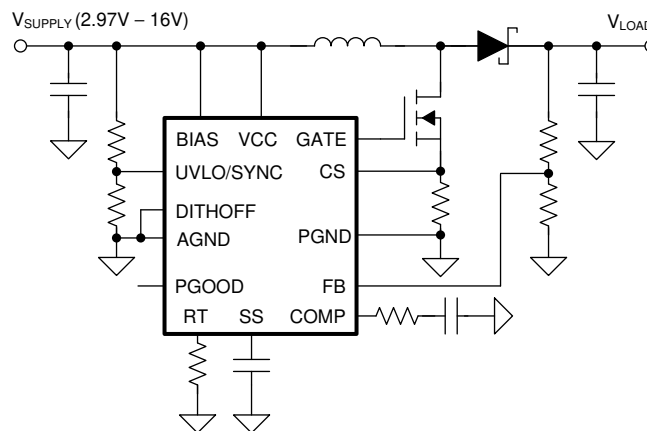 VSUPPLY (2.97V – 16V)
VLOAD
BIAS VCC GATE
UVLO/SYNC CS
DITHOFF
AGND PGND
PGOOD FB
RT SS COMP